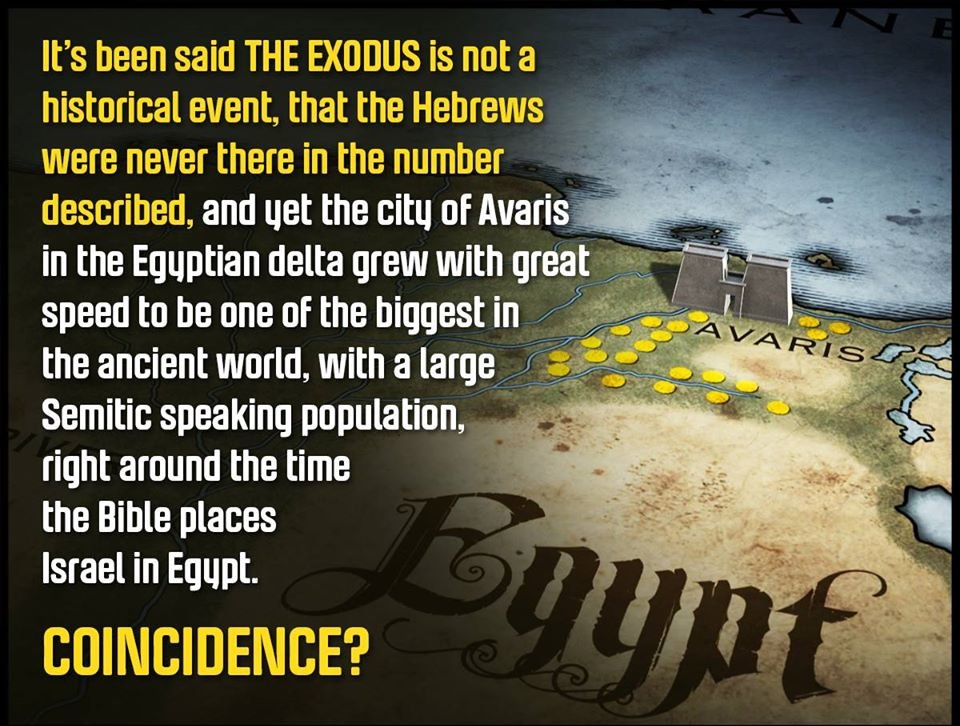 It's been said THE EXODUS is not a
historical event, that the Hebrews
were never there in the number
described, and yet the city of Avaris
in the Egyptian delta grew with great
speed to be one of the biggest in
the ancient world, with a large
Semitic speaking population,
right around the time
the Bible places
Israel in Egypt.
COINCIDENCE?
AVARIS
Egypt